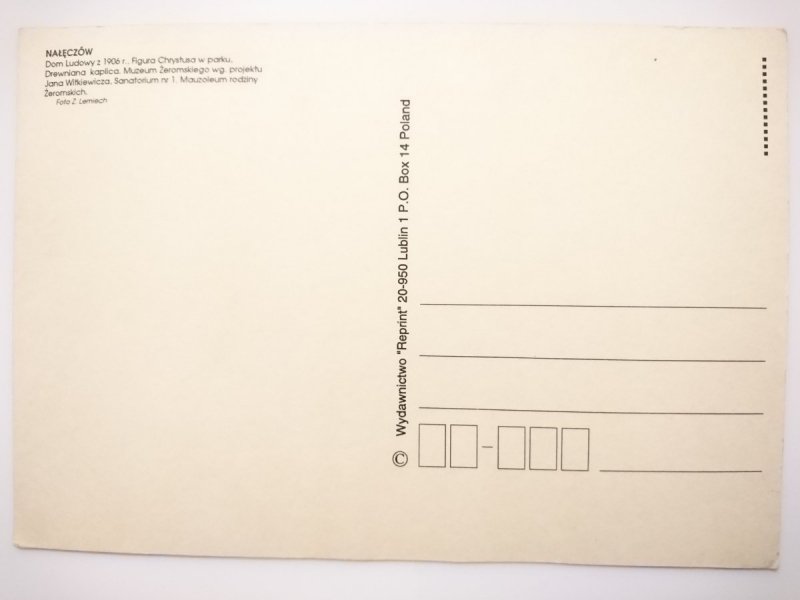 NAŁĘCZÓW
Dom Ludowy z 1906 r., Figura Chrystusa w parku,
Drewniana kaplica. Muzeum Żeromskiego wg. projektu
Jana Witkiewicza. Sanatorium nr 1. Mauzoleum rodziny
Żeromskich.
Foto Z. Lemiech
© Wydawnictwo "Reprint" 20-950 Lublin 1 P.O. Box 14 Poland